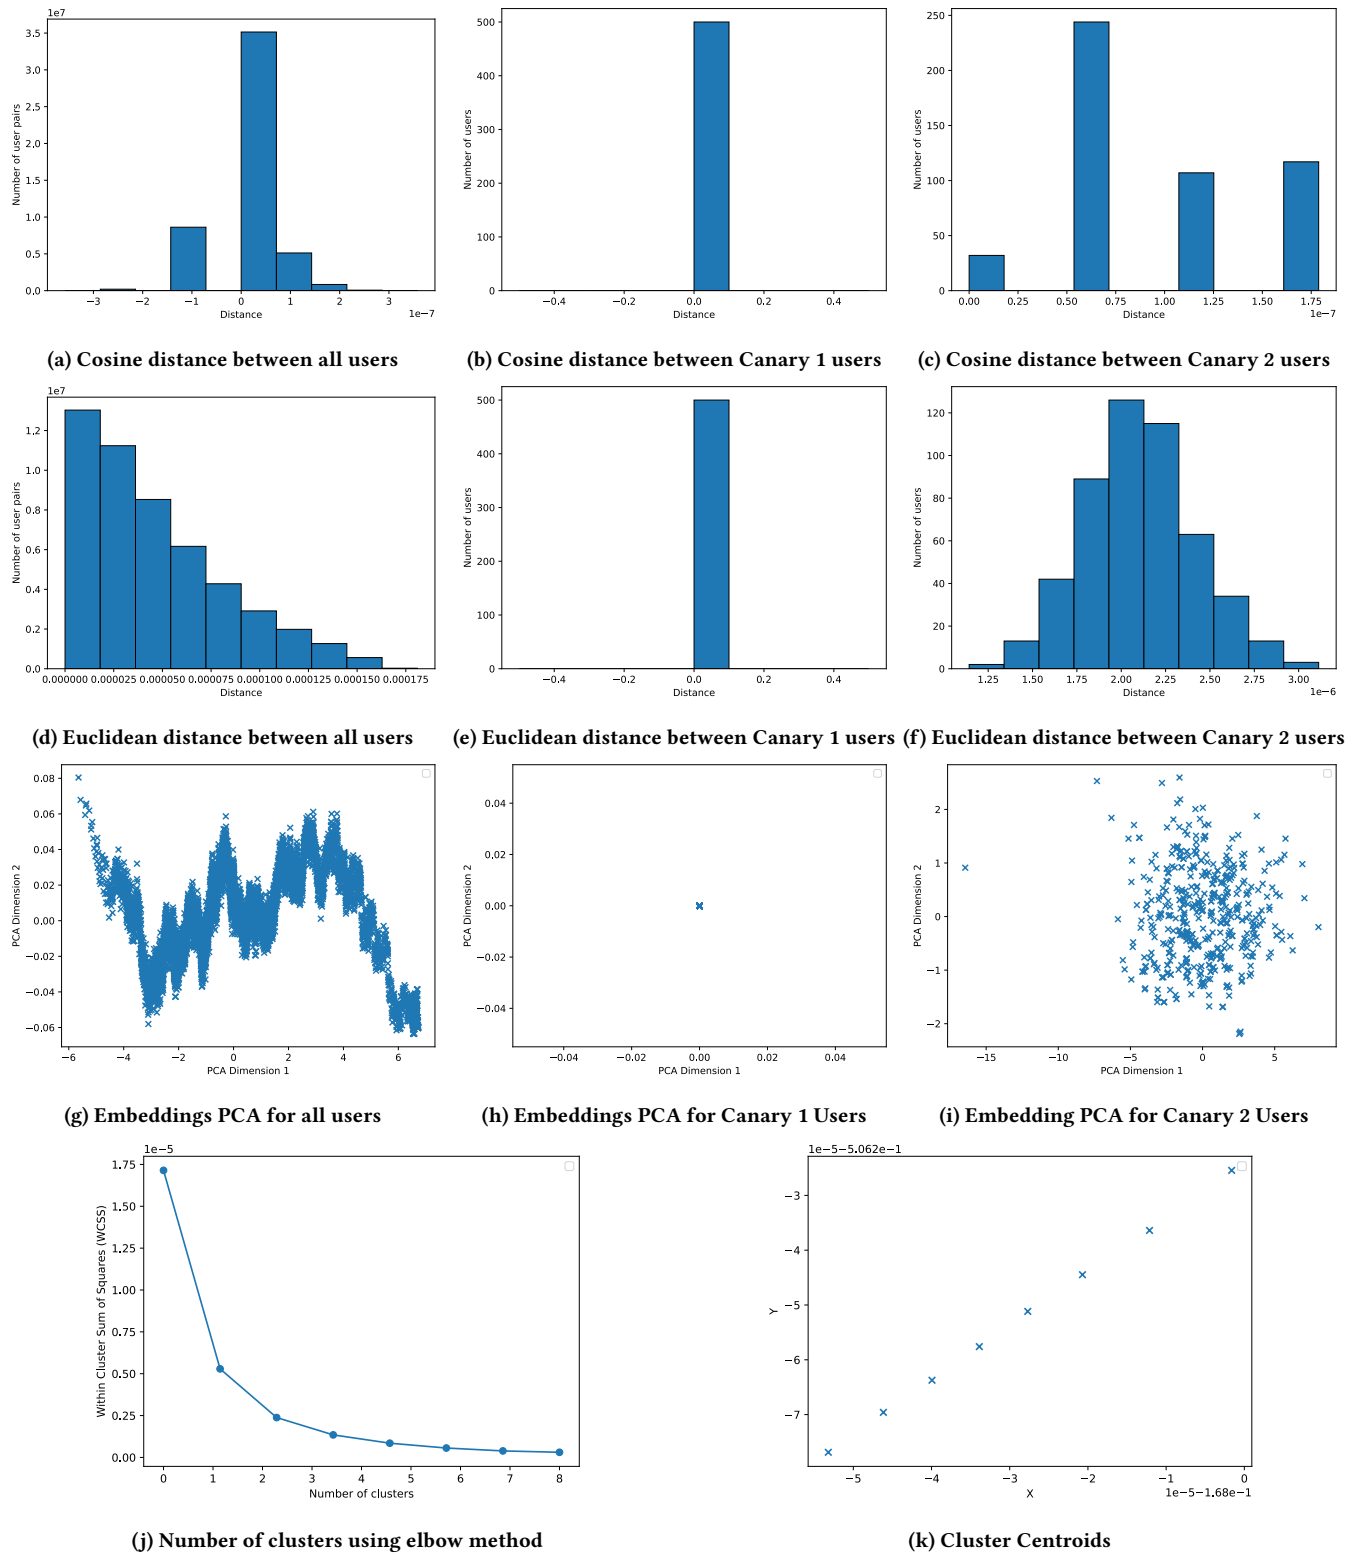 1e7
3.5
3.0
2.5
2.0
1.5
1.0
0.5
0.0
Number of user pairs
−3 −2 −1 0 1 2 3
1e−7
Distance
500
400
300
200
100
0
Number of users
−0.4 −0.2 0.0 0.2 0.4
Distance
250
200
150
100
50
0
Number of users
0.00 0.25 0.50 0.75 1.00 1.25 1.50 1.75
1e−7
Distance
(a) Cosine distance between all users
(b) Cosine distance between Canary 1 users
(c) Cosine distance between Canary 2 users
1e7
1.2
1.0
0.8
0.6
0.4
0.2
0.0
Number of user pairs
0.000000 0.000025 0.000050 0.000075 0.000100 0.000125 0.000150 0.000175
Distance
500
400
300
200
100
0
Number of users
−0.4 −0.2 0.0 0.2 0.4
Distance
120
100
80
60
40
20
0
Number of users
1.25 1.50 1.75 2.00 2.25 2.50 2.75 3.00
1e−6
Distance
(d) Euclidean distance between all users
(e) Euclidean distance between Canary 1 users
(f) Euclidean distance between Canary 2 users
0.08
0.06
0.04
0.02
0.00
−0.02
−0.04
−0.06
PCA Dimension 2
−6 −4 −2 0 2 4 6
PCA Dimension 1
0.04
0.02
0.00
−0.02
−0.04
PCA Dimension 2
−0.04 −0.02 0.00 0.02 0.04
PCA Dimension 1
2
1
0
−1
−2
PCA Dimension 2
−15 −10 −5 0 5
PCA Dimension 1
(g) Embeddings PCA for all users
(h) Embeddings PCA for Canary 1 Users
(i) Embedding PCA for Canary 2 Users
1e−5
1.75
1.50
1.25
1.00
0.75
0.50
0.25
0.00
Within Cluster Sum of Squares (WCSS)
0 1 2 3 4 5 6 7 8
Number of clusters
1e−5−5.062e−1
−3
−4
−5
−6
−7
Y
−5 −4 −3 −2 −1 0
1e−5−1.68e−1
X
(j) Number of clusters using elbow method
(k) Cluster Centroids